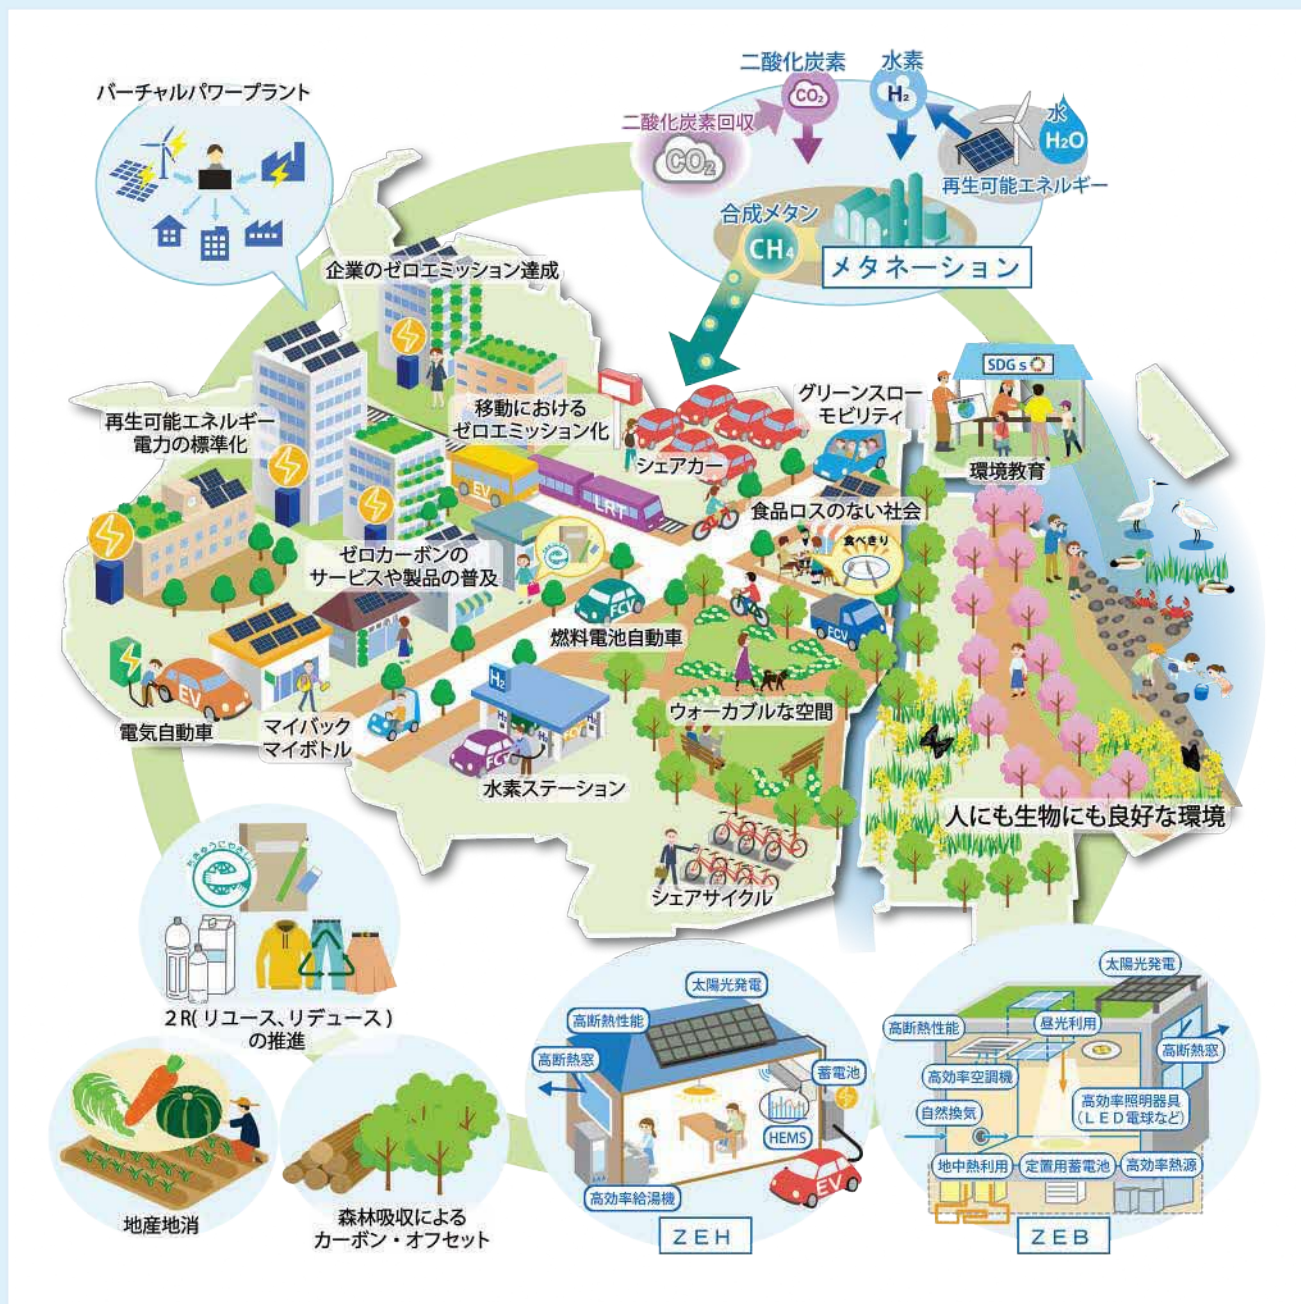 バーチャルパワープラント
二酸化炭素
水素
CO₂
H₂
二酸化炭素回収
CO₂
水
H₂O
再生可能エネルギー
合成メタン
CH₄
メタネーション
企業のゼロエミッション達成
SDGs
グリーンスロー
モビリティ
移動における
ゼロエミッション化
再生可能エネルギー
電力の標準化
シェアカー
環境教育
EV
LRT
食品ロスのない社会
食べきり
ゼロカーボンの
サービスや製品の普及
FCV
FCV
燃料電池自動車
H₂
EV
電気自動車
マイバック
マイボトル
ウォーカブルな空間
H₂
H₂
FCV
FCV
水素ステーション
人にも生物にも良好な環境
シェアサイクル
ちきゅうにやさしい
2R(リユース、リデュース)
の推進
地産地消
森林吸収による
カーボン・オフセット
太陽光発電
高断熱性能
高断熱窓
蓄電池
HEMS
EV
高効率給湯機
ZEH
太陽光発電
高断熱性能
昼光利用
高断熱窓
高効率空調機
高効率照明器具
(LED電球など)
自然換気
地中熱利用
定置用蓄電池
高効率熱源
ZEB